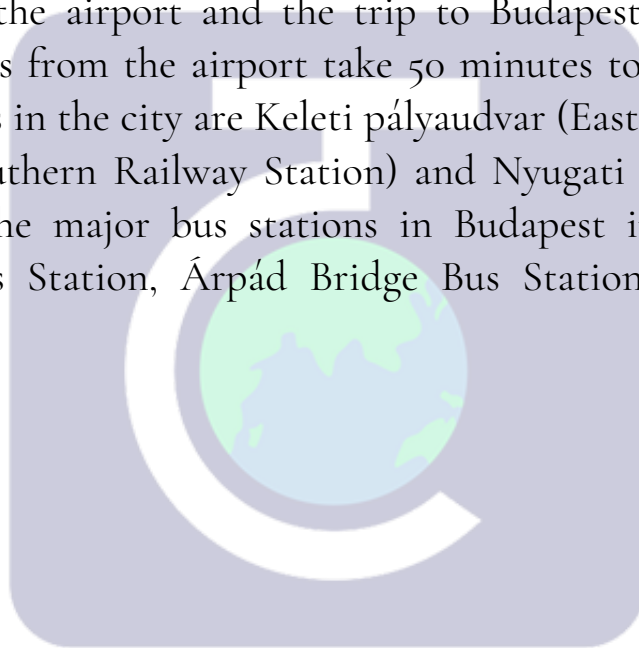 the airport and the trip to Budapest
s from the airport take 50 minutes to
in the city are Keleti pályaudvar (East
uthern Railway Station) and Nyugati
ne major bus stations in Budapest i
s Station, Árpád Bridge Bus Station